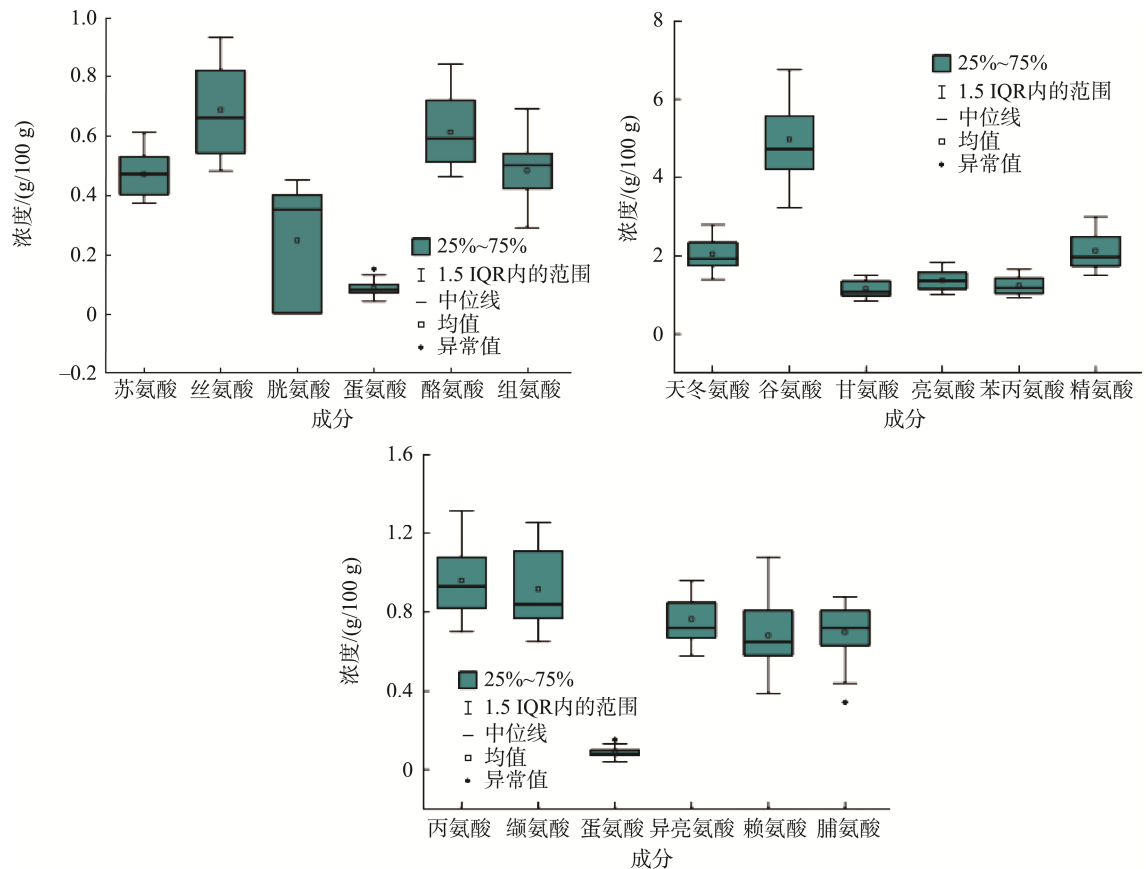 1.0
0.8
0.6
0.4
0.2
0
–0.2
浓度/(g/100 g)
25%~75%
1.5 IQR内的范围
中位线
均值
异常值
苏氨酸 丝氨酸 胱氨酸 蛋氨酸 酪氨酸 组氨酸
成分
8
6
4
2
0
浓度/(g/100 g)
25%~75%
1.5 IQR内的范围
中位线
均值
异常值
天冬氨酸 谷氨酸 甘氨酸 亮氨酸 苯丙氨酸 精氨酸
成分
1.6
1.2
0.8
0.4
0
浓度/(g/100 g)
25%~75%
1.5 IQR内的范围
中位线
均值
异常值
丙氨酸 缬氨酸 蛋氨酸 异亮氨酸 赖氨酸 脯氨酸
成分